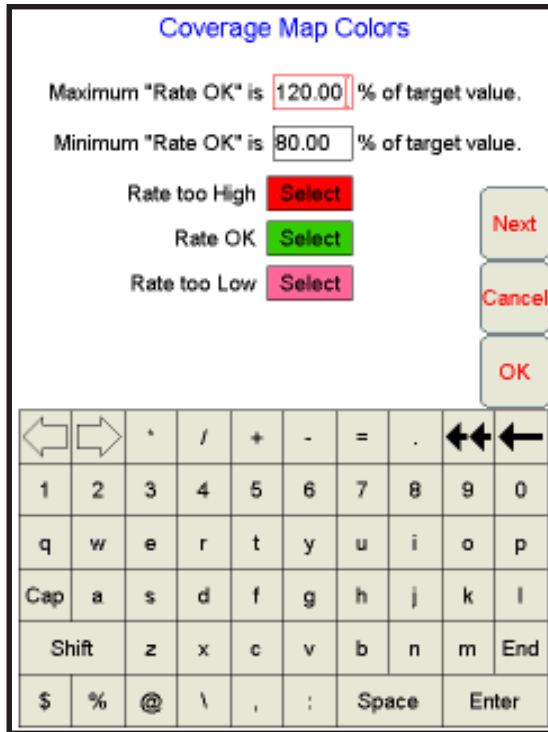 Coverage Map Colors
Maximum "Rate OK" is 120.00 % of target value.
Minimum "Rate OK" is 80.00 % of target value.
Rate too High Select
Rate OK Select
Rate too Low Select
Next
Cancel
OK
* / + - = .
1 2 3 4 5 6 7 8 9 0
q w e r t y u i o p
Cap a s d f g h j k l
Shift z x c v b n m End
$ % @ \ , : Space Enter